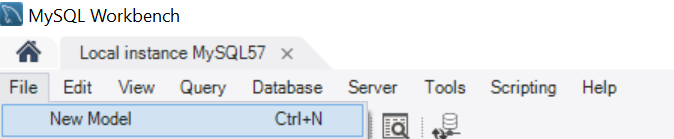 MySQL Workbench
Local instance MySQL57
File Edit View Query Database Server Tools Scripting Help
New Model Ctrl+N